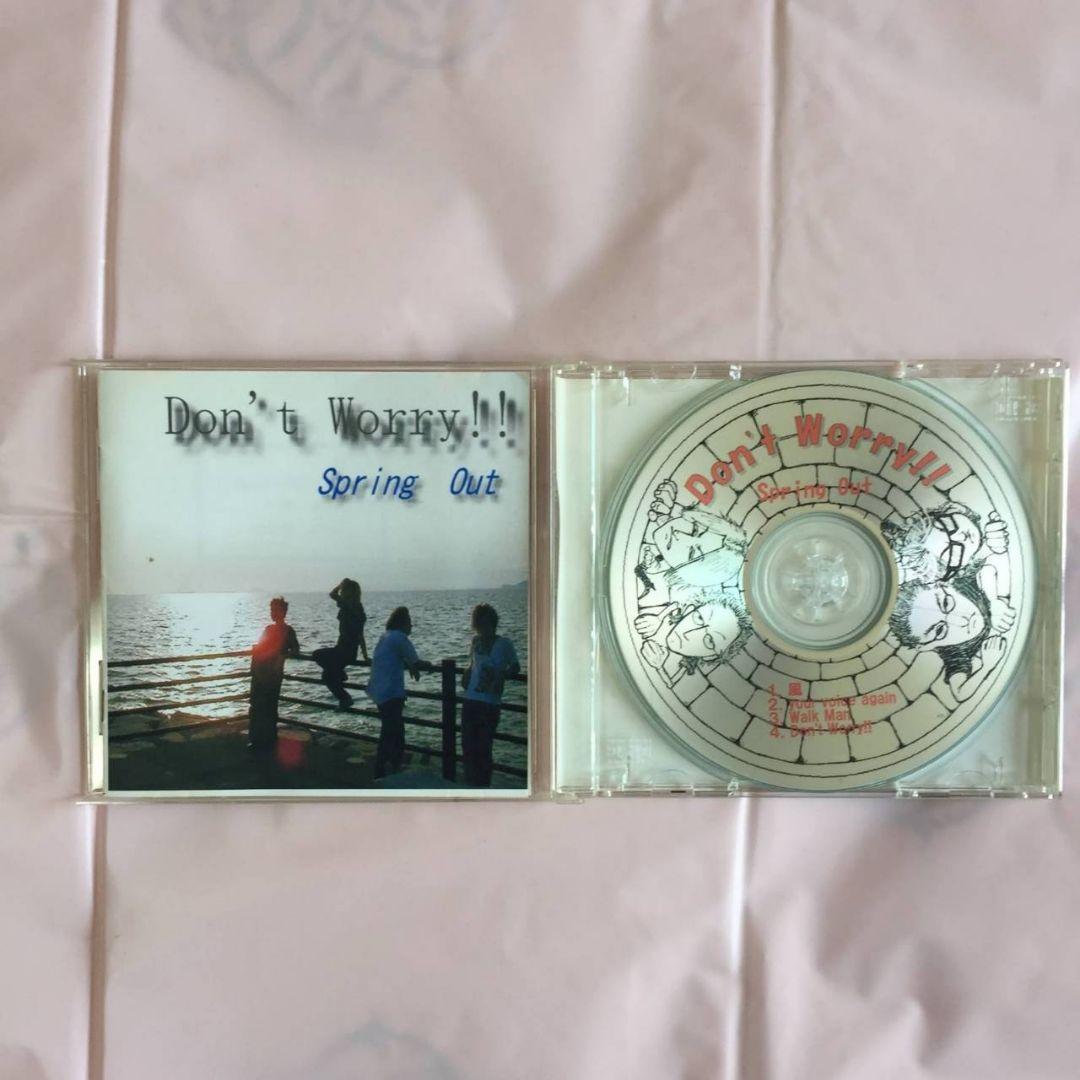 Don't Worry!!
Spring Out
Don't Worry!!
Spring Out
1. 風
2. Your voice again
3. Walk Man
4. Don't Worry!!